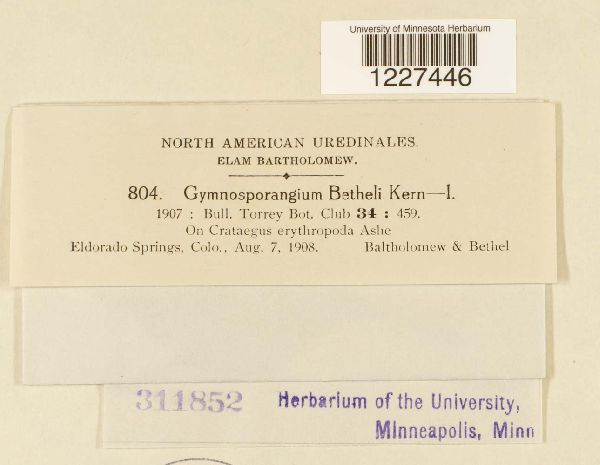 University of Minnesota Herbarium
1227446
NORTH AMERICAN UREDINALES.
ELAM BARTHOLOMEW.
804. Gymnosporangium Betheli Kern—I.
1907 : Bull. Torrey Bot. Club 34 : 459.
On Crataegus erythropoda Ashe
Eldorado Springs, Colo., Aug. 7, 1908. Baltholomew & Bethel
311852 Herbarium of the University,
Minneapolis, Minn